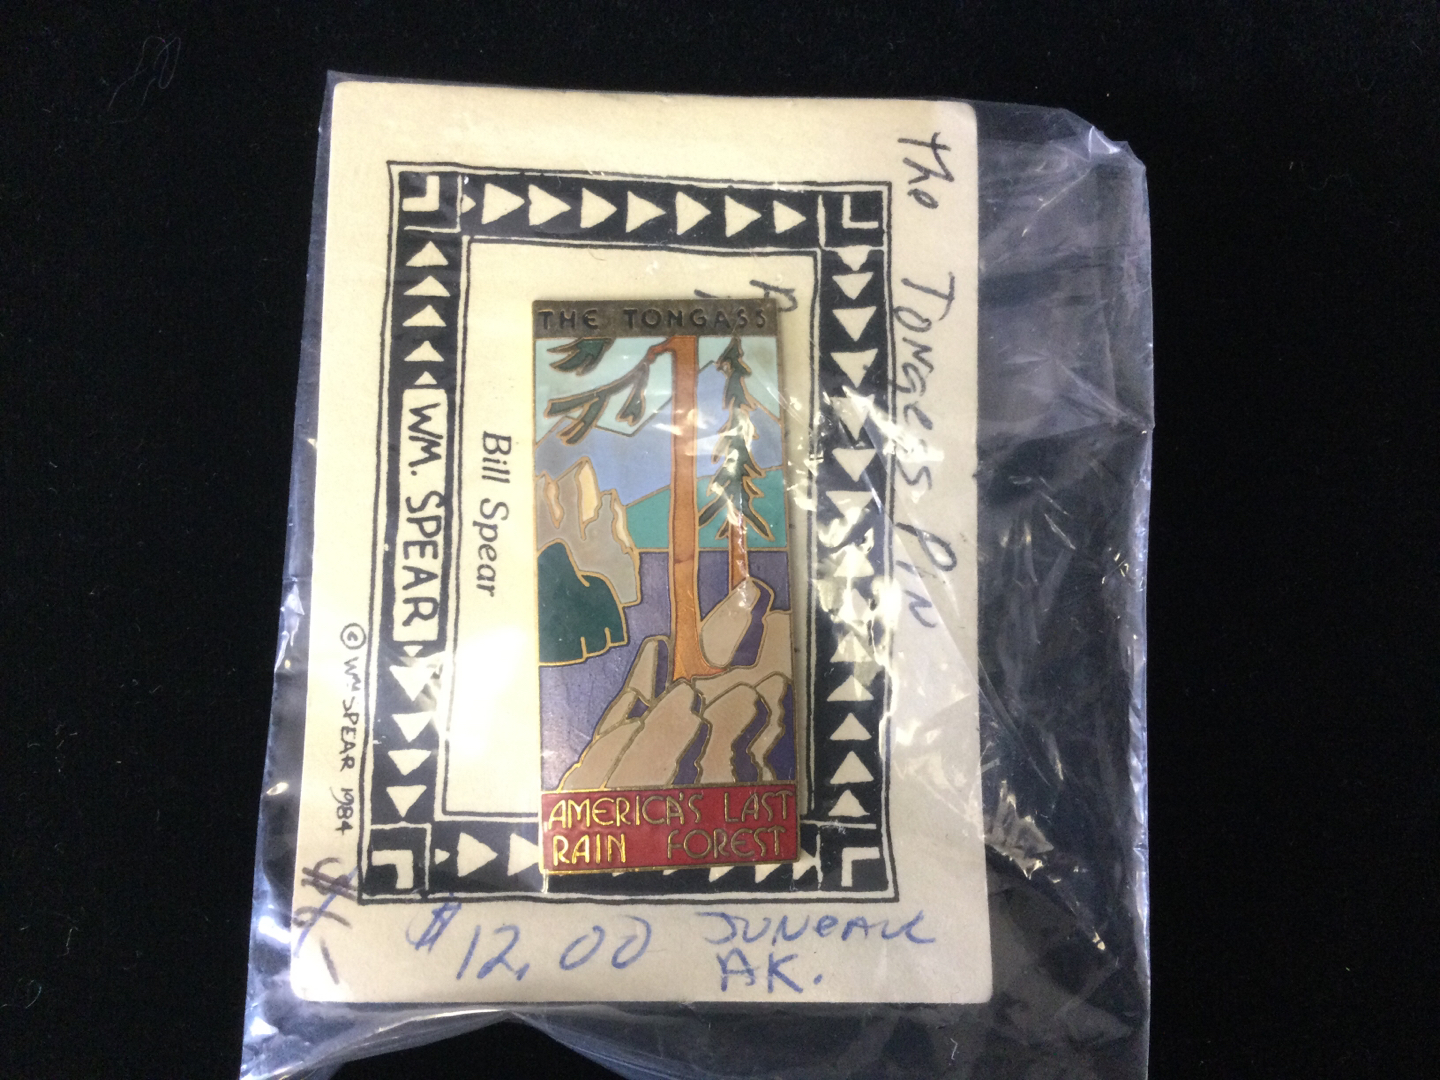 the Tongess Pin
THE TONGASS
WM. SPEAR
Bill Spear
© WM. SPEAR 1984
AMERICA'S LAST
RAIN FOREST
$12.00 JUNEAU
AK.